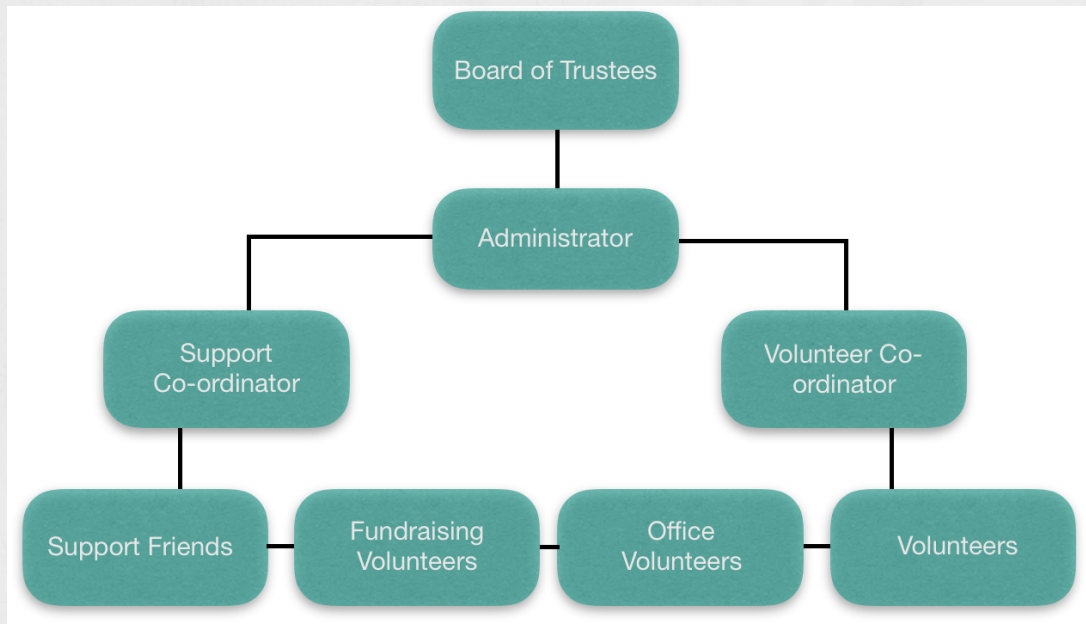 Board of Trustees
Administrator
Support
Co-ordinator
Volunteer Co-
ordinator
Support Friends
Fundraising
Volunteers
Office
Volunteers
Volunteers